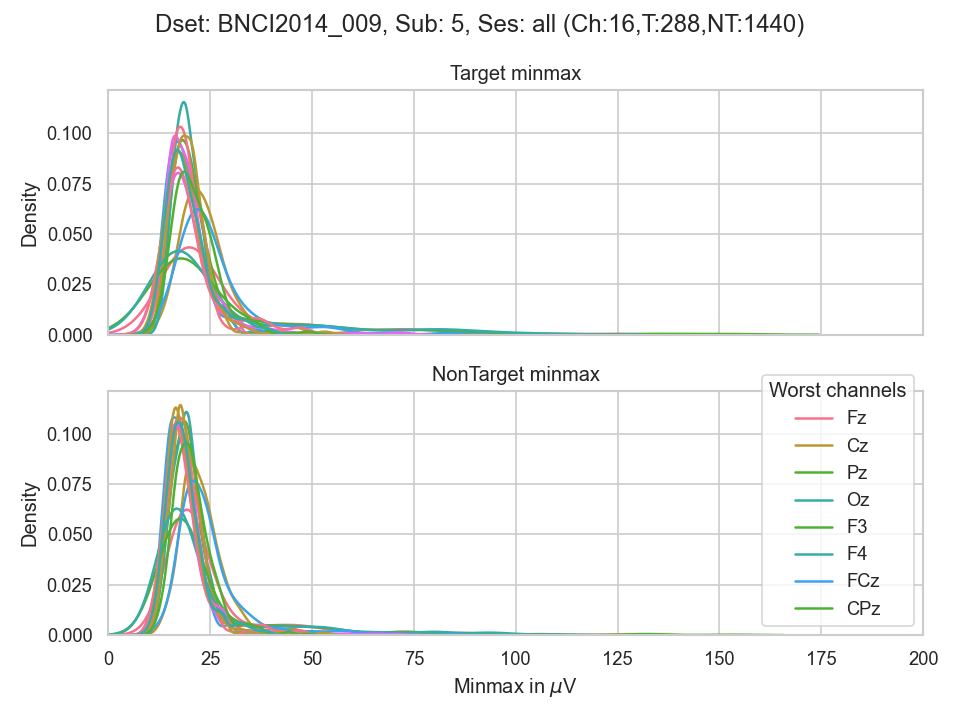 Dset: BNCI2014_009, Sub: 5, Ses: all (Ch:16,T:288,NT:1440)
Target minmax
Density
0.100
0.075
0.050
0.025
0.000
NonTarget minmax
Density
0.100
0.075
0.050
0.025
0.000
Worst channels
Fz
Cz
Pz
Oz
F3
F4
FCz
CPz
0 25 50 75 100 125 150 175 200
Minmax in μV